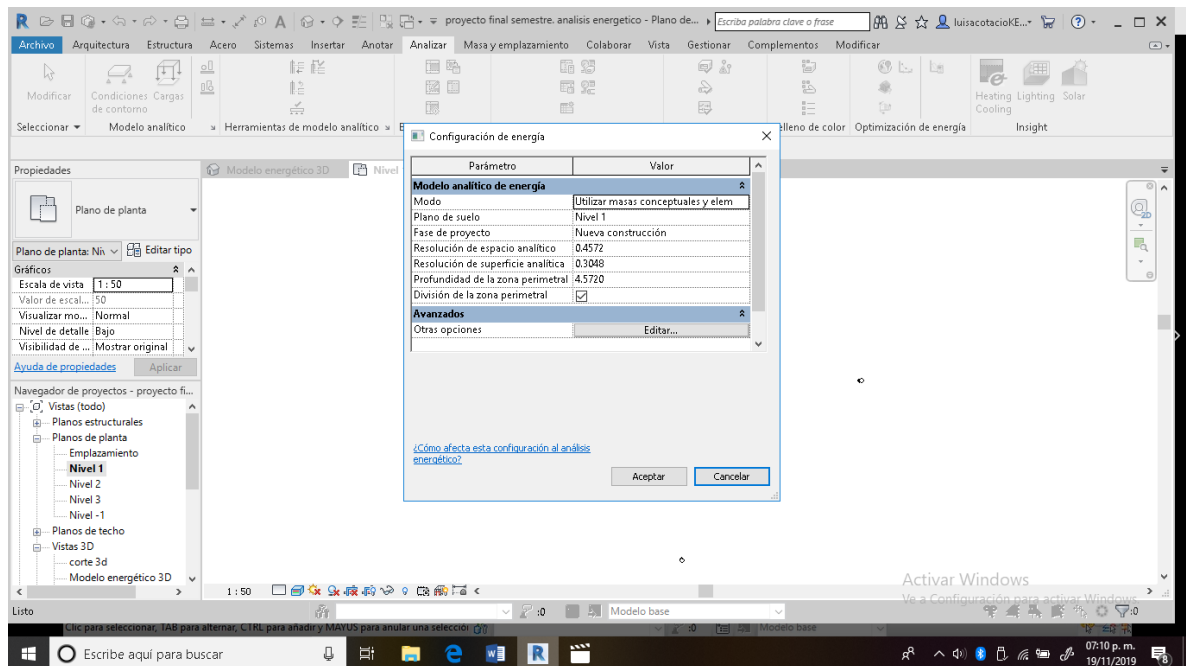 proyecto final semestre. analisis energetico - Plano de...
Escriba palabra clave o frase
luisacotacioKE...
Archivo Arquitectura Estructura Acero Sistemas Insertar Anotar Analizar Masa y emplazamiento Colaborar Vista Gestionar Complementos Modificar
Modificar
Condiciones de contorno
Cargas
Heating Cooling
Lighting
Solar
Seleccionar
Modelo analítico
Herramientas de modelo analítico
elleno de color
Optimización de energía
Insight
Propiedades
Modelo energético 3D
Nivel
Plano de planta
Plano de planta: Niv
Editar tipo
Gráficos
Escala de vista 1 : 50
Valor de escal... 50
Visualizar mo... Normal
Nivel de detalle Bajo
Visibilidad de ... Mostrar original
Ayuda de propiedades
Aplicar
Navegador de proyectos - proyecto fi...
Vistas (todo)
Planos estructurales
Planos de planta
Emplazamiento
Nivel 1
Nivel 2
Nivel 3
Nivel -1
Planos de techo
Vistas 3D
corte 3d
Modelo energético 3D
Configuración de energía
Parámetro Valor
Modelo analítico de energía
Modo Utilizar masas conceptuales y elem
Plano de suelo Nivel 1
Fase de proyecto Nueva construcción
Resolución de espacio analítico 0.4572
Resolución de superficie analítica 0.3048
Profundidad de la zona perimetral 4.5720
División de la zona perimetral
Avanzados
Otras opciones Editar...
¿Cómo afecta esta configuración al análisis
energético?
Aceptar Cancelar
2D
1 : 50
Activar Windows
Ve a Configuración para activar Windows.
Listo
:0
Modelo base
:0
Clic para seleccionar, TAB para alternar, CTRL para añadir y MAYÚS para anular una selección
:0
Modelo base
Escribe aquí para buscar
07:10 p. m.
19/11/2019